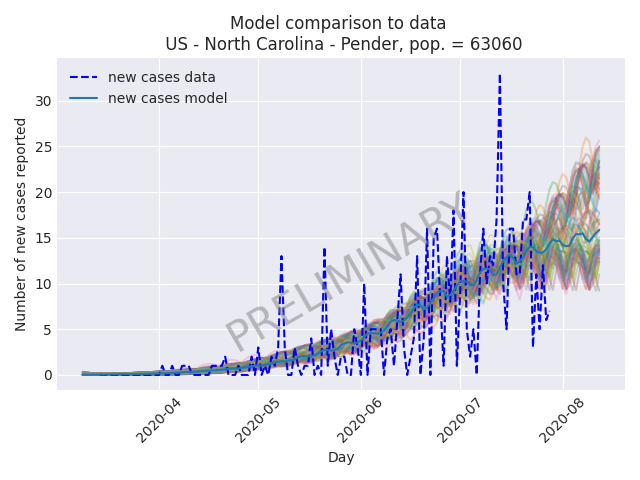 Model comparison to data
US - North Carolina - Pender, pop. = 63060
new cases data
new cases model
Number of new cases reported
30
25
20
15
10
5
0
PRELIMINARY
2020-04
2020-05
2020-06
2020-07
2020-08
Day